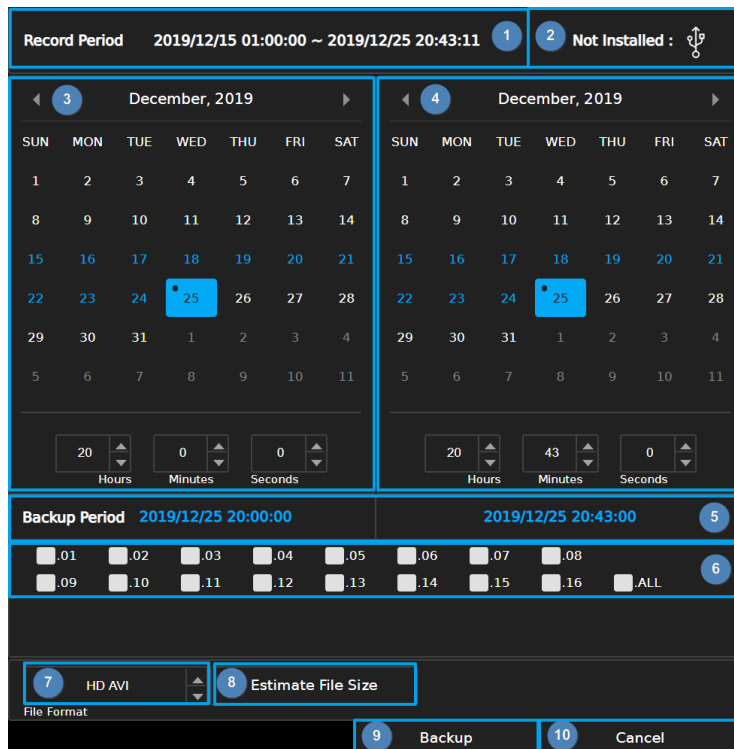 Record Period 2019/12/15 01:00:00 ~ 2019/12/25 20:43:11 1 2 Not Installed :
3 December, 2019 4 December, 2019
SUN MON TUE WED THU FRI SAT SUN MON TUE WED THU FRI SAT
1 2 3 4 5 6 7 1 2 3 4 5 6 7
8 9 10 11 12 13 14 8 9 10 11 12 13 14
15 16 17 18 19 20 21 15 16 17 18 19 20 21
22 23 24 25 26 27 28 22 23 24 25 26 27 28
29 30 31 1 2 3 4 29 30 31 1 2 3 4
5 6 7 8 9 10 11 5 6 7 8 9 10 11
20 0 0 20 43 0
Hours Minutes Seconds Hours Minutes Seconds
Backup Period 2019/12/25 20:00:00 2019/12/25 20:43:00 5
.01 .02 .03 .04 .05 .06 .07 .08
6
.09 .10 .11 .12 .13 .14 .15 .16 .ALL
7 HD AVI 8 Estimate File Size
File Format
9 Backup 10 Cancel